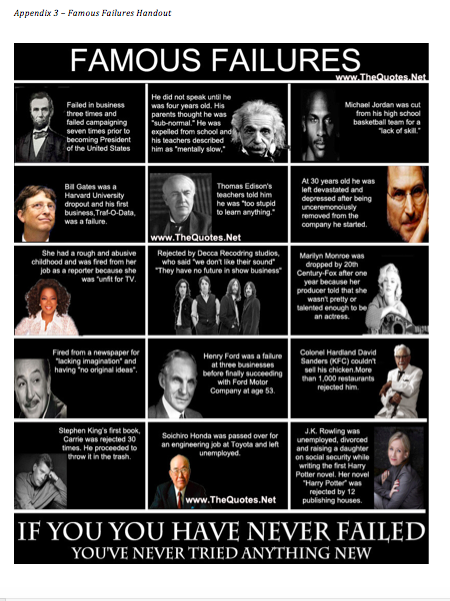 Appendix 3 – Famous Failures Handout
FAMOUS FAILURES
www.TheQuotes.Net
Failed in business
three times and
failed campaigning
seven times prior to
becoming President
of the United States
He did not speak until he
was four years old. His
parents thought he was
"sub-normal." He was
expelled from school and
his teachers described
him as "mentally slow,"
Michael Jordan was cut
from his high school
basketball team for a
"lack of skill."
Bill Gates was a
Harvard University
dropout and his first
business,Traf-O-Data,
was a failure.
Thomas Edison's
teachers told him
he was "too stupid
to learn anything."
www.TheQuotes.Net
At 30 years old he was
left devastated and
depressed after being
unceremoniously
removed from the
company he started.
She had a rough and abusive
childhood and was fired from her
job as a reporter because she
was "unfit for TV.
Rejected by Decca Recodring studios,
who said "we don't like their sound"
"They have no future in show business"
Marilyn Monroe was
dropped by 20th
Century-Fox after one
year because her
producer told that she
wasn't pretty or
talented enough to be
an actress.
Fired from a newspaper for
"lacking imagination" and
having "no original ideas".
Henry Ford was a failure
at three businesses
before finally succeeding
with Ford Motor
Company at age 53.
Colonel Hardland David
Sanders (KFC) couldn't
sell his chicken.More
than 1,000 restaurants
rejected him.
Stephen King's first book,
Carrie was rejected 30
times. He proceeded to
throw it in the trash.
Soichiro Honda was passed over for
an engineering job at Toyota and left
unemployed.
www.TheQuotes.Net
J.K. Rowling was
unemployed, divorced
and raising a daughter
on social security while
writing the first Harry
Potter novel. Her novel
"Harry Potter" was
rejected by 12
publishing houses.
IF YOU YOU HAVE NEVER FAILED
YOU'VE NEVER TRIED ANYTHING NEW